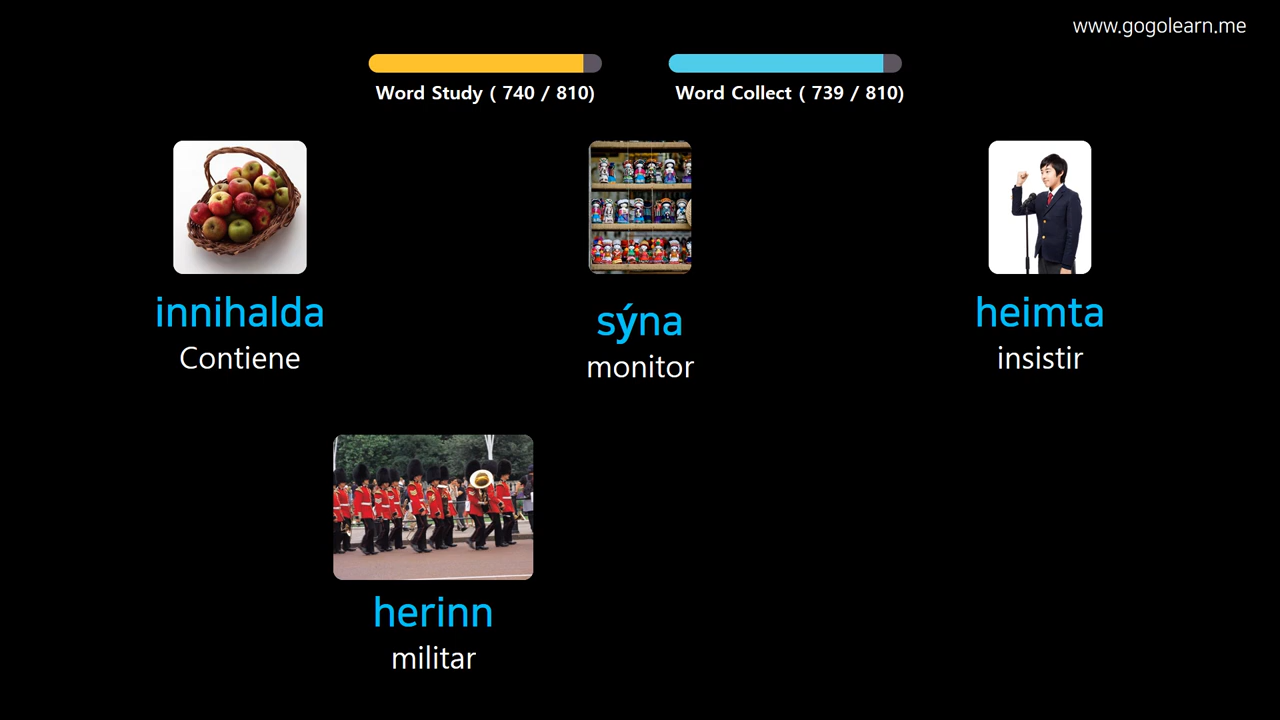 www.gogolearn.me
Word Study ( 740 / 810)
Word Collect ( 739 / 810)
innihalda
Contiene
sýna
monitor
heimta
insistir
herinn
militar